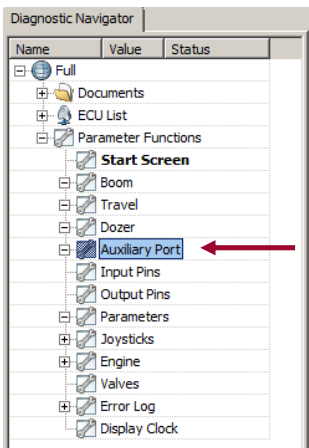 Diagnostic Navigator
Name Value Status
Full
Documents
ECU List
Parameter Functions
Start Screen
Boom
Travel
Dozer
Auxiliary Port
Input Pins
Output Pins
Parameters
Joysticks
Engine
Valves
Error Log
Display Clock